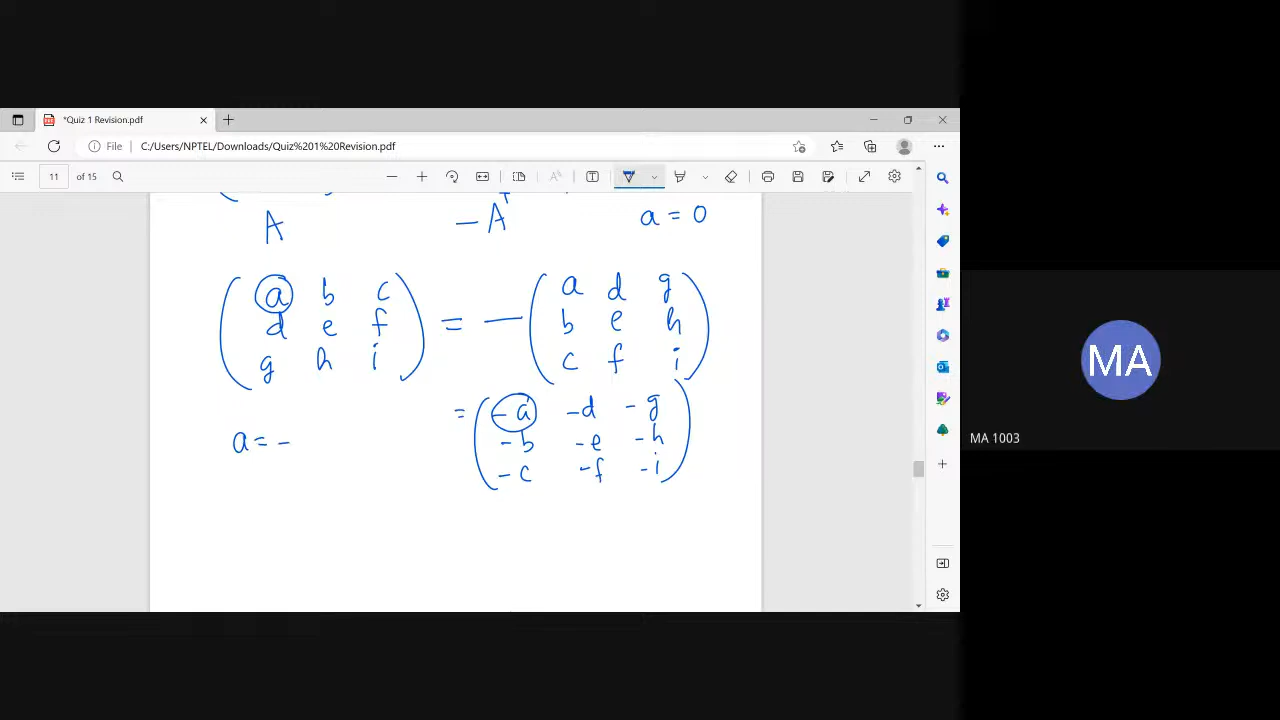 *Quiz 1 Revision.pdf
File C:/Users/NPTEL/Downloads/Quiz%201%20Revision.pdf
11 of 15
A -Aᵀ a = 0
a b c a d g
d e f = - b e h
g h i c f i
= -a -d -g
a = - -b -e -h
-c -f -i
MA
MA 1003